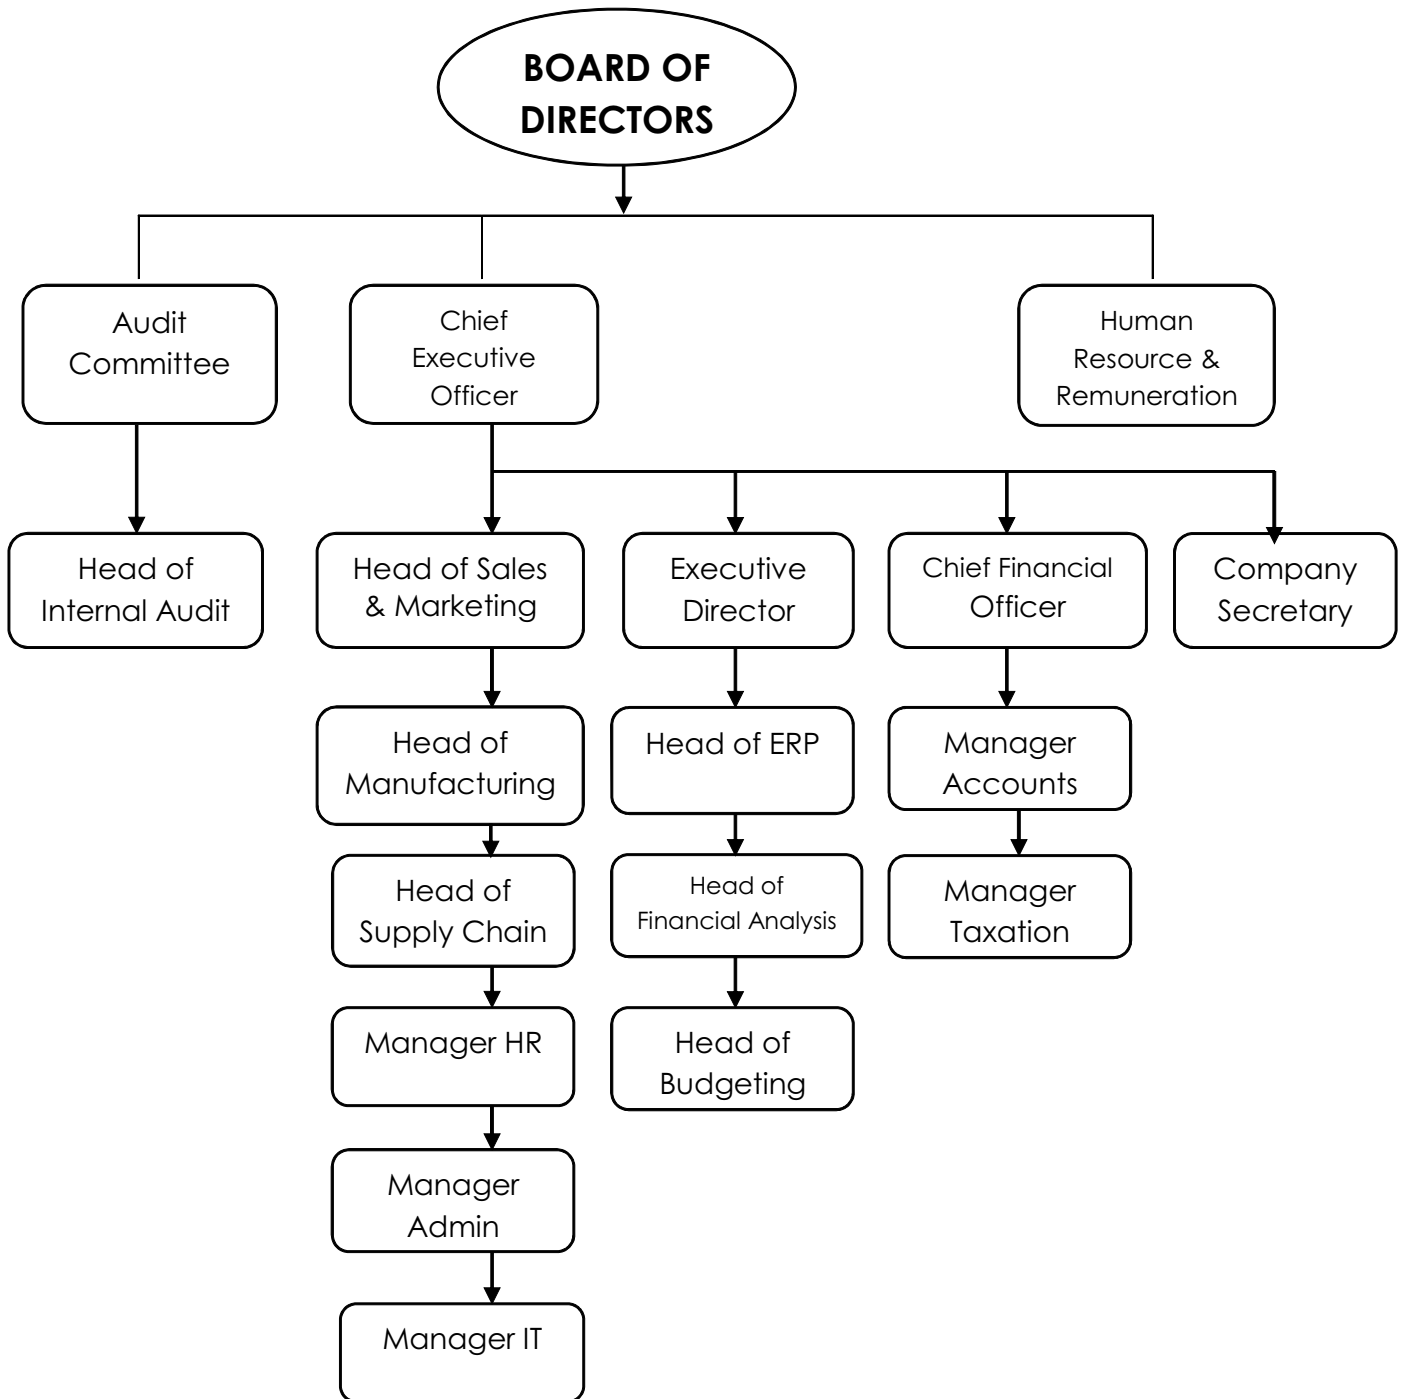 BOARD OF
DIRECTORS
Audit
Committee
Chief
Executive
Officer
Human
Resource &
Remuneration
Head of
Internal Audit
Head of Sales
& Marketing
Executive
Director
Chief Financial
Officer
Company
Secretary
Head of
Manufacturing
Head of ERP
Manager
Accounts
Head of
Supply Chain
Head of
Financial Analysis
Manager
Taxation
Manager HR
Head of
Budgeting
Manager
Admin
Manager IT